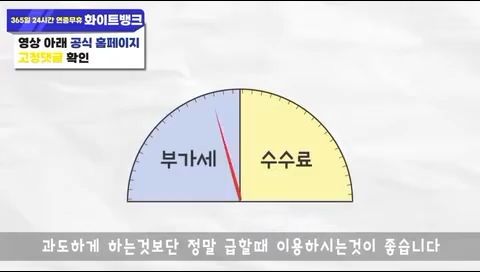 365일 24시간 연중무휴 화이트뱅크
영상 아래 공식 홈페이지
고정댓글 확인
부가세 수수료
과도하게 하는것보단 정말 급할때 이용하시는것이 좋습니다